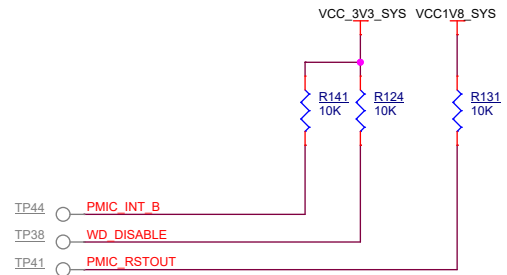 VCC_3V3_SYS VCC1V8_SYS
R141 R124 R131
10K 10K 10K
TP44 PMIC_INT_B
TP38 WD_DISABLE
TP41 PMIC_RSTOUT